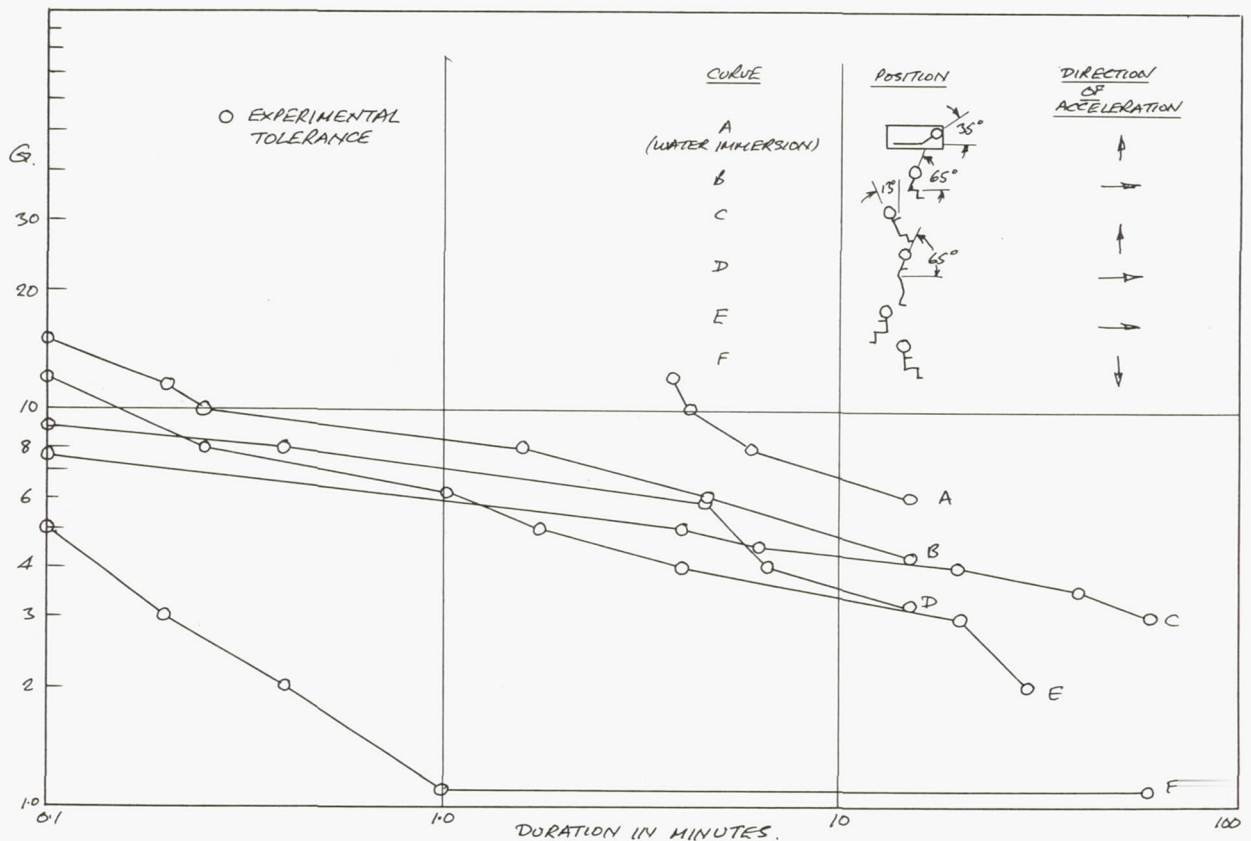 CURVE POSITION DIRECTION
OF
ACCELERATION
EXPERIMENTAL
TOLERANCE
A
(WATER IMMERSION)
35°
B
65°
13°
C
D
65°
E
F
G.
30
20
10
8
6
4
3
2
1.0
A
B
C
D
E
F
0.1 1.0 10 100
DURATION IN MINUTES.